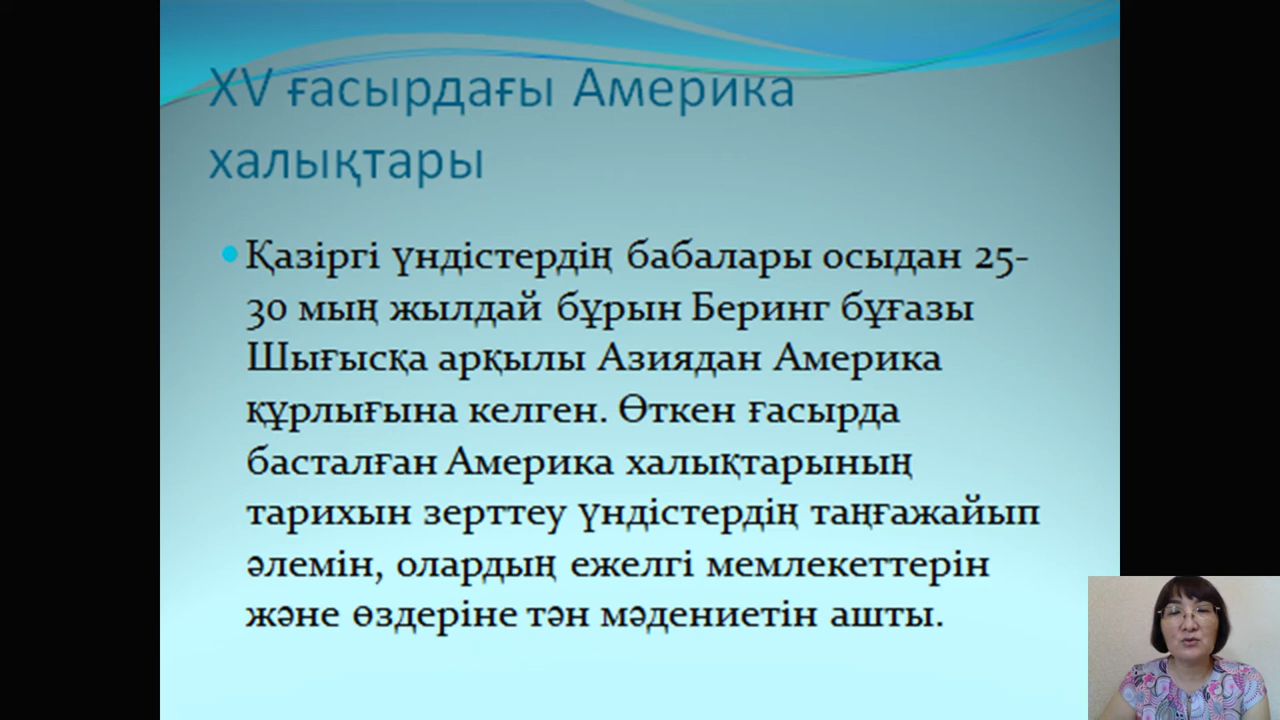 XV ғасырдағы Америка
халықтары
Қазіргі үндістердің бабалары осыдан 25-
30 мың жылдай бұрын Беринг бұғазы
Шығысқа арқылы Азиядан Америка
құрлығына келген. Өткен ғасырда
басталған Америка халықтарының
тарихын зерттеу үндістердің таңғажайып
әлемін, олардың ежелгі мемлекеттерін
және өздеріне тән мәдениетін ашты.